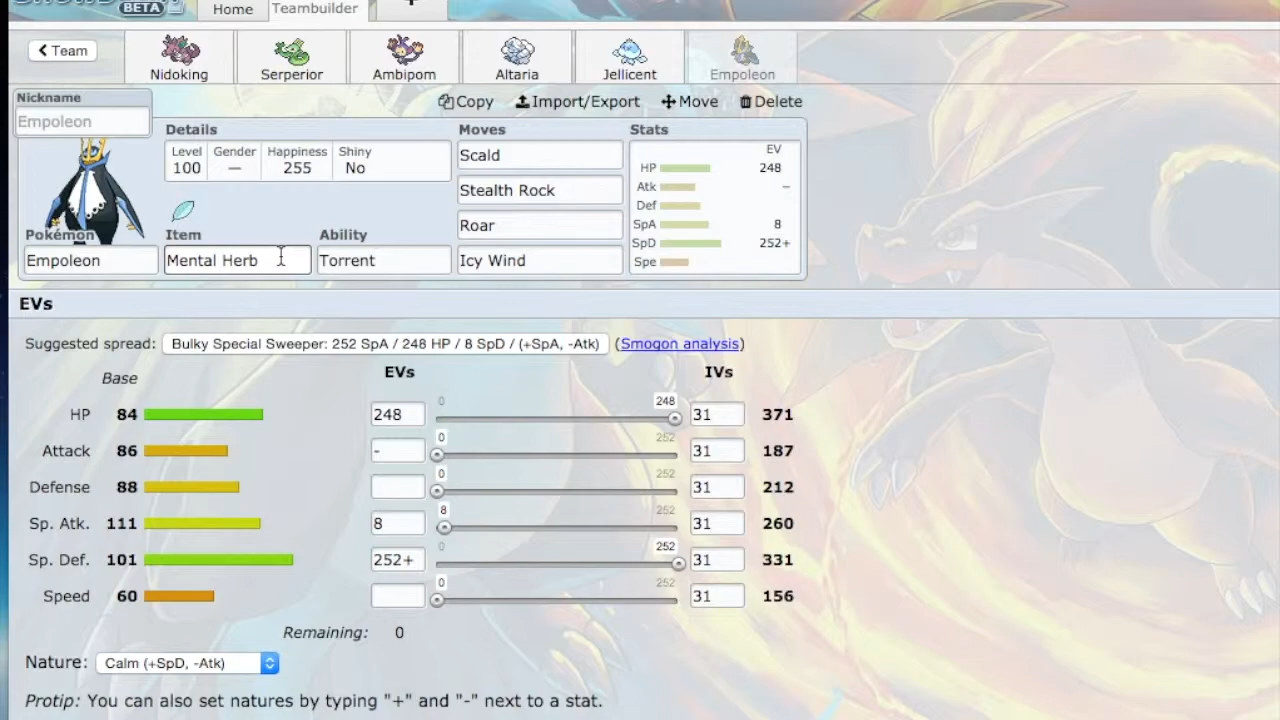 BETA
Home
Teambuilder
+
Team
Nidoking
Serperior
Ambipom
Altaria
Jellicent
Empoleon
Nickname
Empoleon
Copy
Import/Export
Move
Delete
Details
Level
Gender
Happiness
Shiny
100
—
255
No
Moves
Scald
Stealth Rock
Roar
Icy Wind
Stats
EV
HP 248
Atk –
Def
SpA 8
SpD 252+
Spe
Pokémon
Item
Ability
Empoleon
Mental Herb
Torrent
EVs
Suggested spread: Bulky Special Sweeper: 252 SpA / 248 HP / 8 SpD / (+SpA, -Atk) (Smogon analysis)
Base EVs IVs
HP 84 248 0 248 31 371
Attack 86 - 0 252 31 187
Defense 88 0 252 31 212
Sp. Atk. 111 8 8 252 31 260
Sp. Def. 101 252+ 0 252 31 331
Speed 60 0 252 31 156
Remaining: 0
Nature: Calm (+SpD, -Atk)
Protip: You can also set natures by typing "+" and "-" next to a stat.